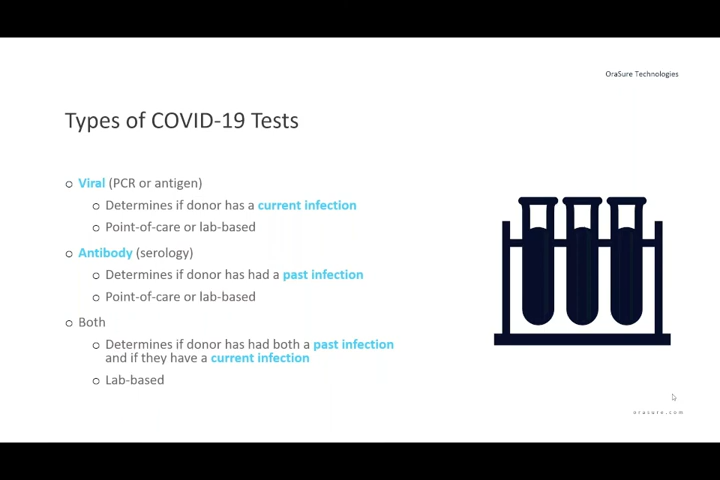 OraSure Technologies
Types of COVID-19 Tests
Viral (PCR or antigen)
Determines if donor has a current infection
Point-of-care or lab-based
Antibody (serology)
Determines if donor has had a past infection
Point-of-care or lab-based
Both
Determines if donor has had both a past infection
and if they have a current infection
Lab-based
orasure.com